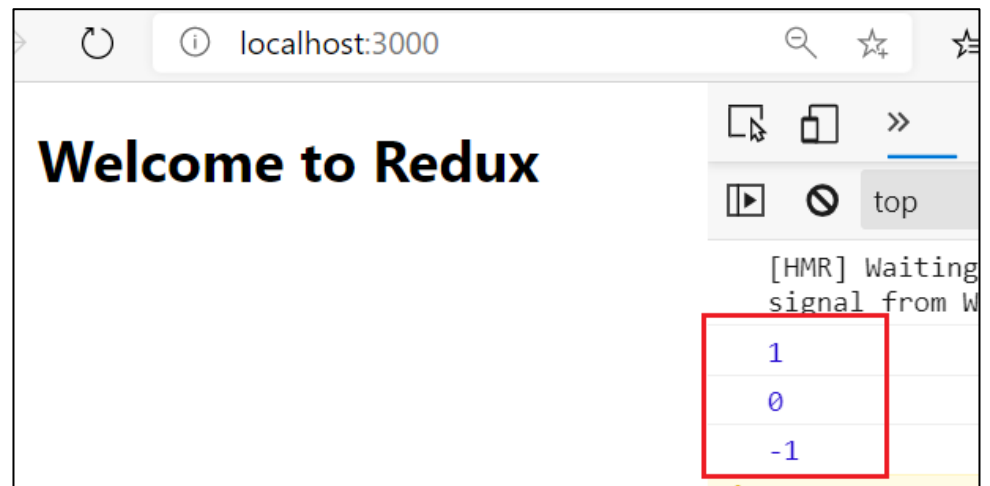 localhost:3000
Welcome to Redux
top
[HMR] Waiting
signal from W
1
0
-1